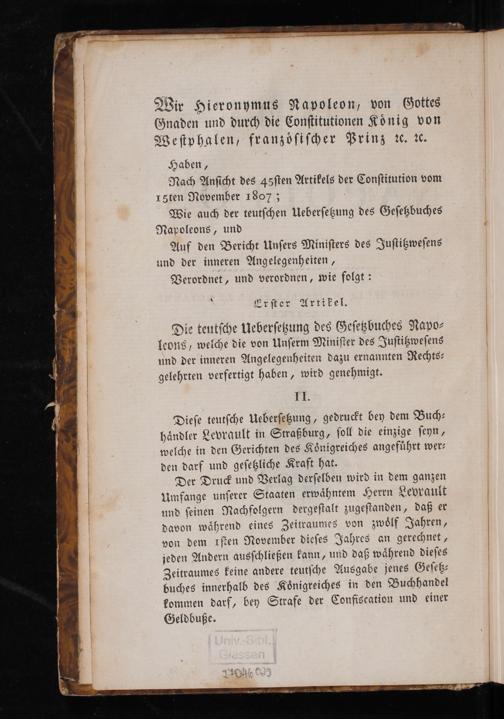 Wir Hieronymus Napoleon, von Gottes
Gnaden und durch die Constitutionen König von
Westphalen, französischer Prinz ꝛc. ꝛc.
Haben,
Nach Ansicht des 45sten Artikels der Constitution vom
15ten November 1807;
Wie auch der teutschen Uebersetzung des Gesetzbuches
Napoleons, und
Auf den Bericht Unsers Ministers des Justitzwesens
und der inneren Angelegenheiten,
Verordnet, und verordnen, wie folgt:
Erster Artikel.
Die teutsche Uebersetzung des Gesetzbuches Napo-
leons, welche die von Unserm Minister des Justitzwesens
und der inneren Angelegenheiten dazu ernannten Rechts-
gelehrten verfertigt haben, wird genehmigt.
II.
Diese teutsche Uebersetzung, gedruckt bey dem Buch-
händler Levrault in Straßburg, soll die einzige seyn,
welche in den Gerichten des Königreiches angeführt wer-
den darf und gesetzliche Kraft hat.
Der Druck und Verlag derselben wird in dem ganzen
Umfange unserer Staaten erwähntem Herrn Levrault
und seinen Nachfolgern dergestalt zugestanden, daß er
davon während eines Zeitraumes von zwölf Jahren,
von dem 1sten November dieses Jahres an gerechnet,
jeden Andern ausschließen kann, und daß während dieses
Zeitraumes keine andere teutsche Ausgabe jenes Gesetz-
buches innerhalb des Königreiches in den Buchhandel
kommen darf, bey Strafe der Confiscation und einer
Geldbuße.
Univ.-Bibl.
Giessen